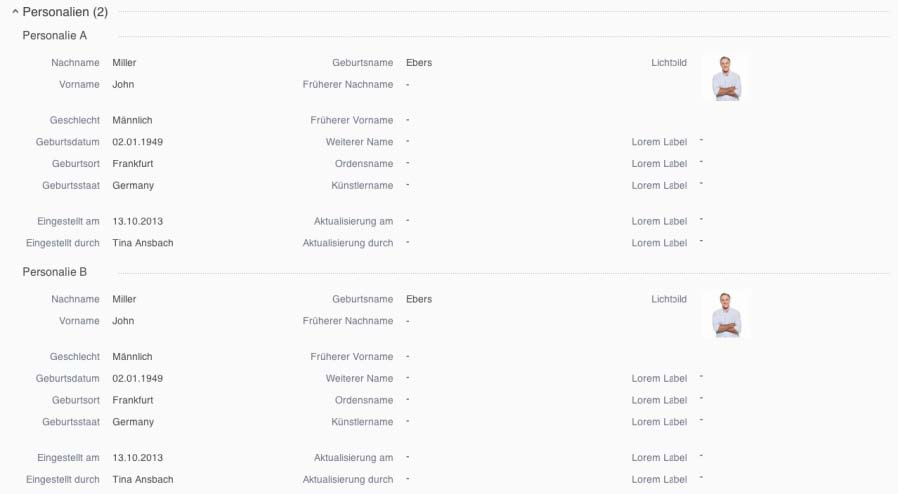 Personalien (2)
Personalie A
Nachname Miller Geburtsname Ebers Lichtbild
Vorname John Früherer Nachname -
Geschlecht Männlich Früherer Vorname -
Geburtsdatum 02.01.1949 Weiterer Name - Lorem Label -
Geburtsort Frankfurt Ordensname - Lorem Label -
Geburtsstaat Germany Künstlername - Lorem Label -
Eingestellt am 13.10.2013 Aktualisierung am - Lorem Label -
Eingestellt durch Tina Ansbach Aktualisierung durch - Lorem Label -
Personalie B
Nachname Miller Geburtsname Ebers Lichtbild
Vorname John Früherer Nachname -
Geschlecht Männlich Früherer Vorname -
Geburtsdatum 02.01.1949 Weiterer Name - Lorem Label -
Geburtsort Frankfurt Ordensname - Lorem Label -
Geburtsstaat Germany Künstlername - Lorem Label -
Eingestellt am 13.10.2013 Aktualisierung am - Lorem Label -
Eingestellt durch Tina Ansbach Aktualisierung durch - Lorem Label -